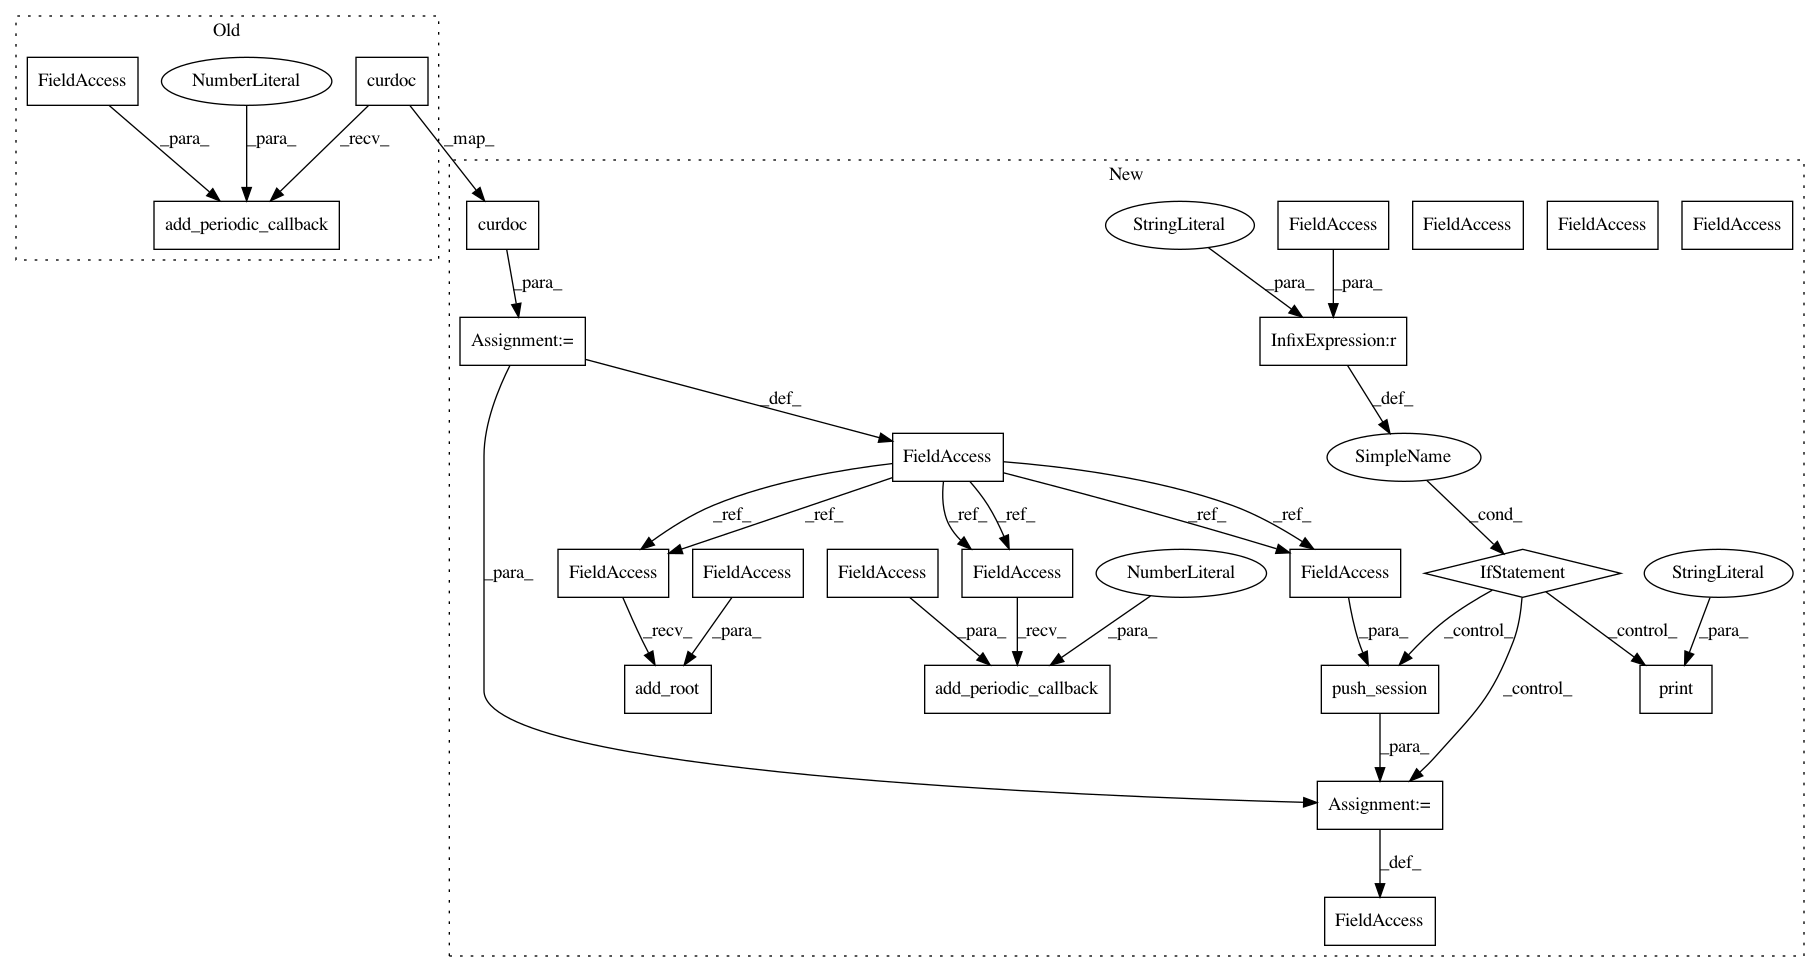 Old
FieldAccess
NumberLiteral
curdoc
_para_
_para_
_recv_
_map_
add_periodic_callback
New
curdoc
StringLiteral
FieldAccess
FieldAccess
FieldAccess
FieldAccess
_para_
_para_
_para_
Assignment:=
InfixExpression:r
_def_
_def_
FieldAccess
SimpleName
_ref_
_ref_
_ref_
_ref_
_ref_
_ref_
_cond_
_para_
FieldAccess
FieldAccess
FieldAccess
FieldAccess
NumberLiteral
FieldAccess
IfStatement
StringLiteral
_recv_
_para_
_para_
_recv_
_para_
_para_
_control_
_control_
_para_
add_root
add_periodic_callback
push_session
_control_
print
_para_
Assignment:=
_def_
FieldAccess